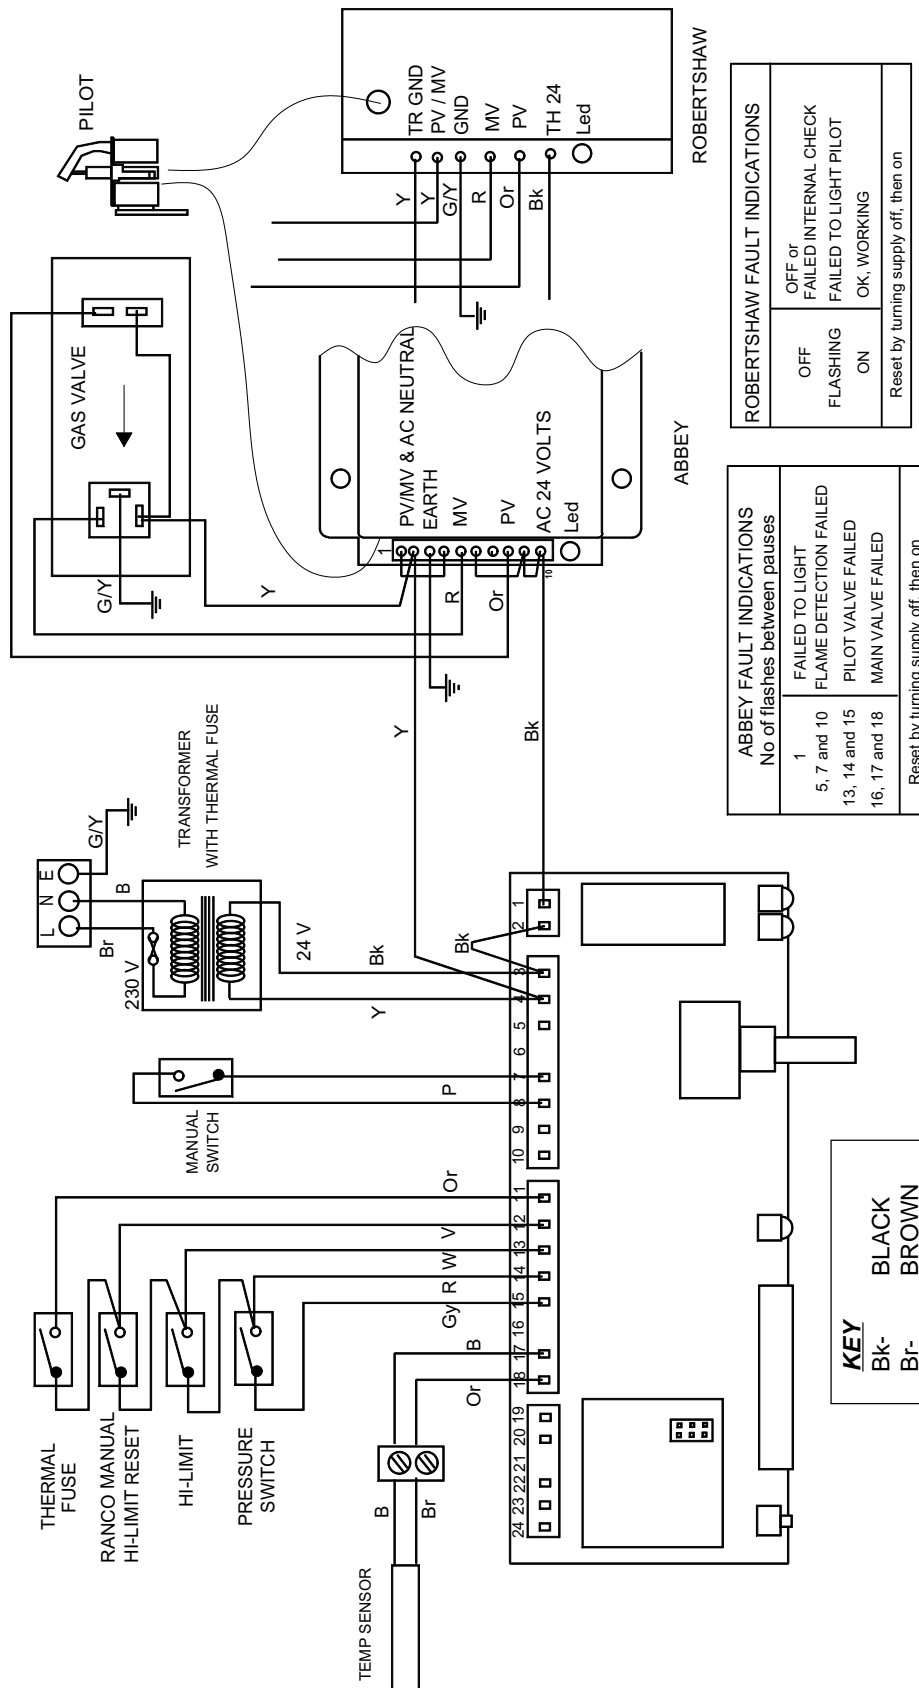 PILOT
GAS VALVE
G/Y
Y
TR GND
PV / MV
GND
MV
PV
TH 24
Led
Y
Y
G/Y
R
Or
Bk
ROBERTSHAW
1
PV/MV & AC NEUTRAL
EARTH
MV
PV
AC 24 VOLTS
Led
10
R
Or
ABBEY
Y
Bk
L
N
E
Br
B
G/Y
230 V
24 V
TRANSFORMER
WITH THERMAL FUSE
Bk
Y
Bk
MANUAL
SWITCH
P
THERMAL
FUSE
RANCO MANUAL
HI-LIMIT RESET
HI-LIMIT
PRESSURE
SWITCH
Or
V
W
R
Gy
B
Or
TEMP SENSOR
B
Br
24 23 22 21 20 19
18 17 16 15 14 13 12 11
10 9 8 7 6 5 4 3
2 1
ROBERTSHAW FAULT INDICATIONS
OFF
OFF or
FAILED INTERNAL CHECK
FLASHING FAILED TO LIGHT PILOT
ON OK, WORKING
Reset by turning supply off, then on
ABBEY FAULT INDICATIONS
No of flashes between pauses
1 FAILED TO LIGHT
5, 7 and 10 FLAME DETECTION FAILED
13, 14 and 15 PILOT VALVE FAILED
16, 17 and 18 MAIN VALVE FAILED
Reset by turning supply off, then on
KEY
Bk- BLACK
Br- BROWN